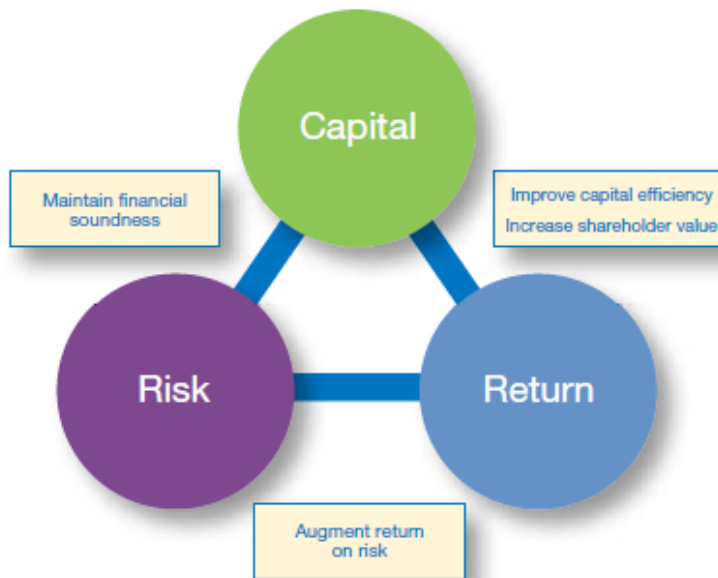 Capital
Maintain financial
soundness
Improve capital efficiency
Increase shareholder value
Risk
Return
Augment return
on risk